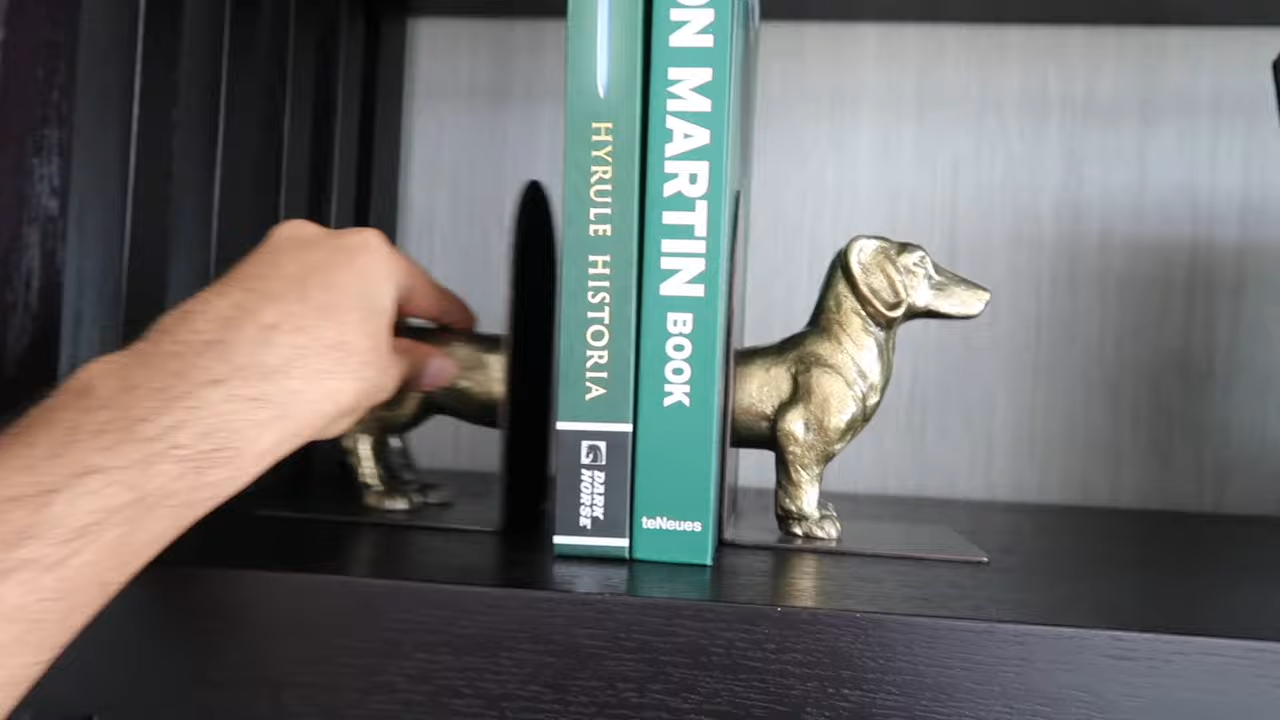 HYRULE HISTORIA
DARK
HORSE
ON MARTIN BOOK
teNeues